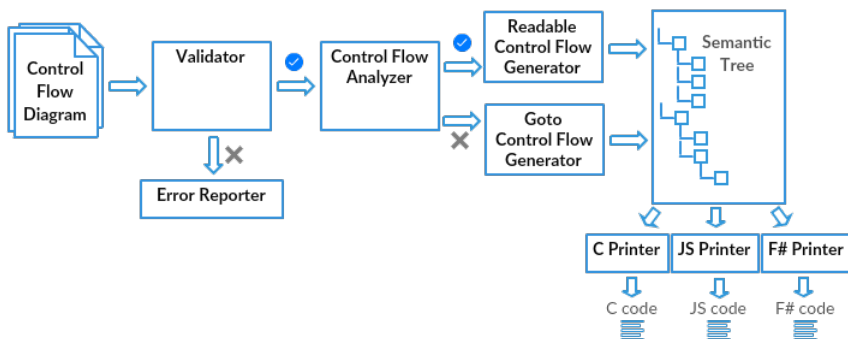 Control
Flow
Diagram
Validator
Error Reporter
Control Flow
Analyzer
Readable
Control Flow
Generator
Goto
Control Flow
Generator
Semantic
Tree
C Printer
JS Printer
F# Printer
C code
JS code
F# code